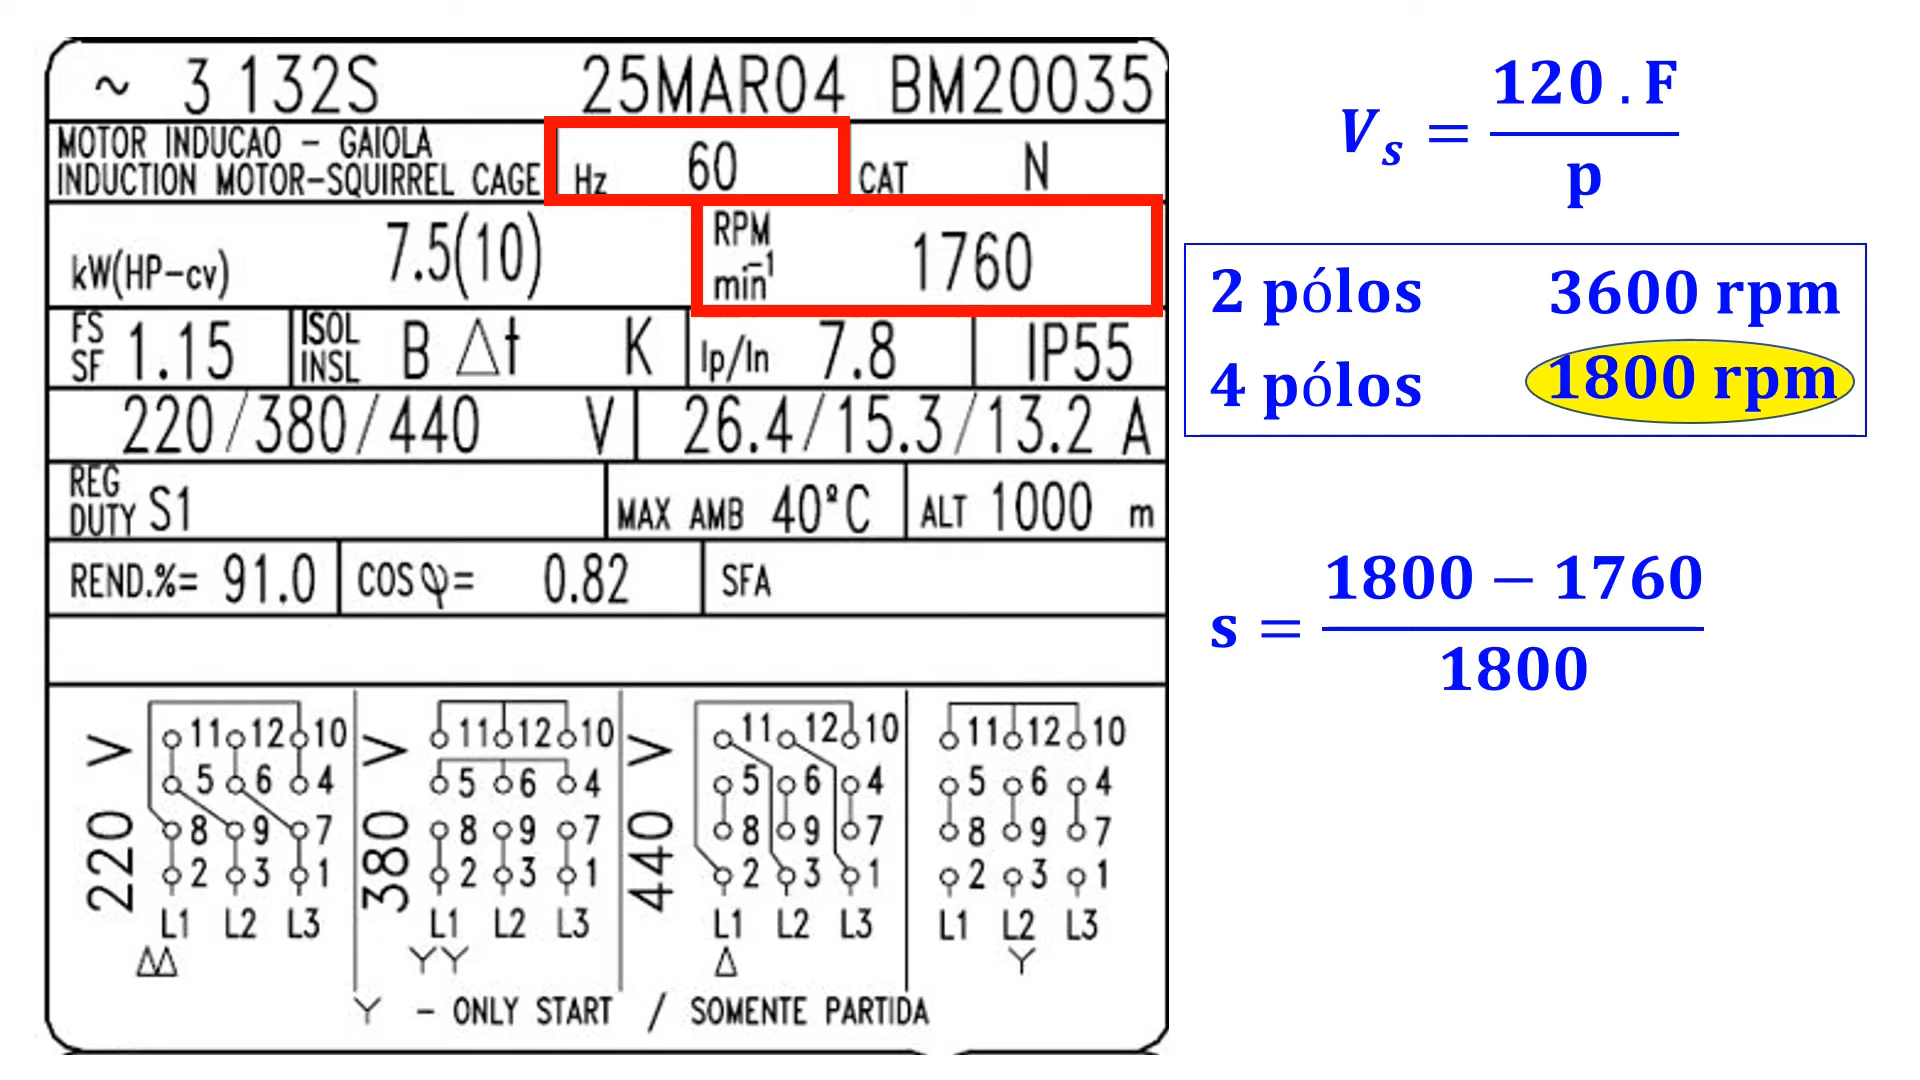 ~ 3 132S 25MAR04 BM20035
MOTOR INDUCAO - GAIOLA
INDUCTION MOTOR-SQUIRREL CAGE Hz 60 CAT N
kW(HP-cv) 7.5(10) RPM min⁻¹ 1760
FS SF 1.15 ISOL INSL B Δt K Ip/In 7.8 IP55
220/380/440 V 26.4/15.3/13.2 A
REG DUTY S1 MAX AMB 40°C ALT 1000 m
REND.%= 91.0 COS φ= 0.82 SFA
220 V
11 12 10
5 6 4
8 9 7
2 3 1
L1 L2 L3
ΔΔ
380 V
11 12 10
5 6 4
8 9 7
2 3 1
L1 L2 L3
YY
440 V
11 12 10
5 6 4
8 9 7
2 3 1
L1 L2 L3
Δ
11 12 10
5 6 4
8 9 7
2 3 1
L1 L2 L3
Y
Y - ONLY START / SOMENTE PARTIDA
Vs = 120 . F / p
2 pólos 3600 rpm
4 pólos 1800 rpm
s = 1800 − 1760 / 1800